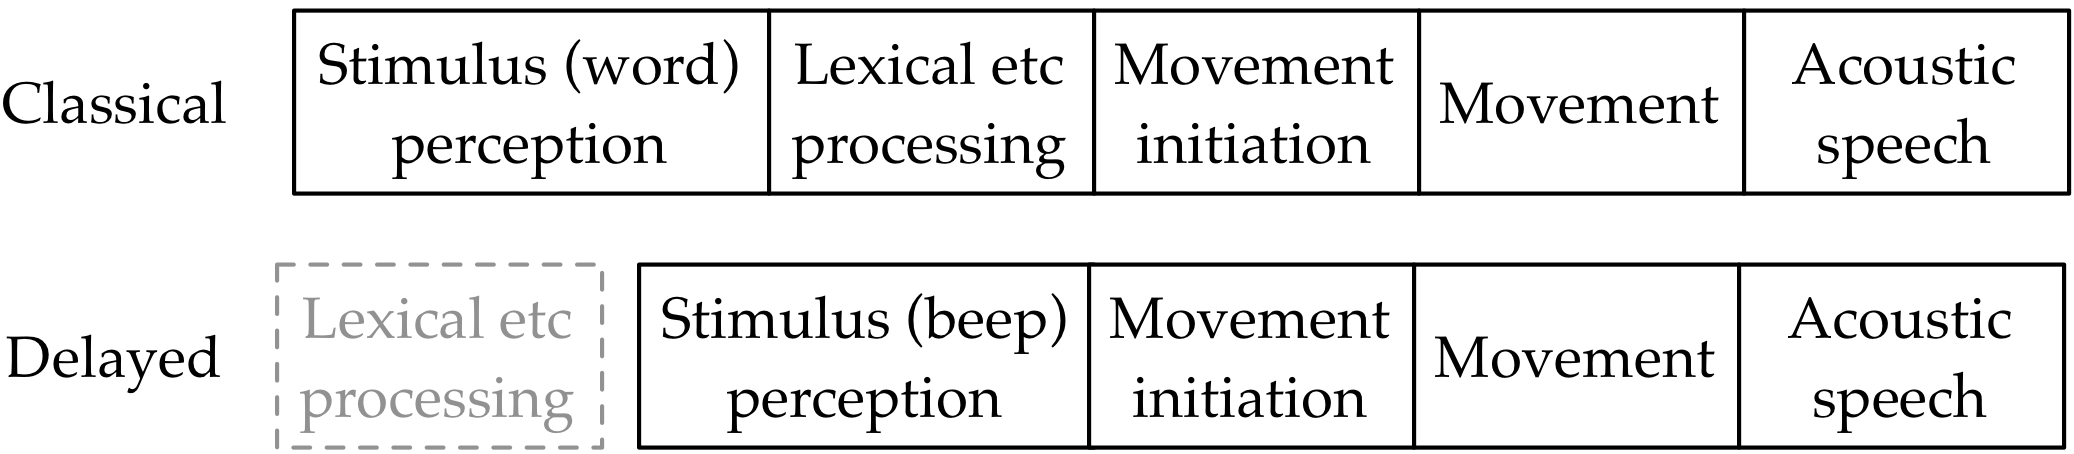 Classical
Stimulus (word)
perception
Lexical etc
processing
Movement
initiation
Movement
Acoustic
speech
Delayed
Lexical etc
processing
Stimulus (beep)
perception
Movement
initiation
Movement
Acoustic
speech